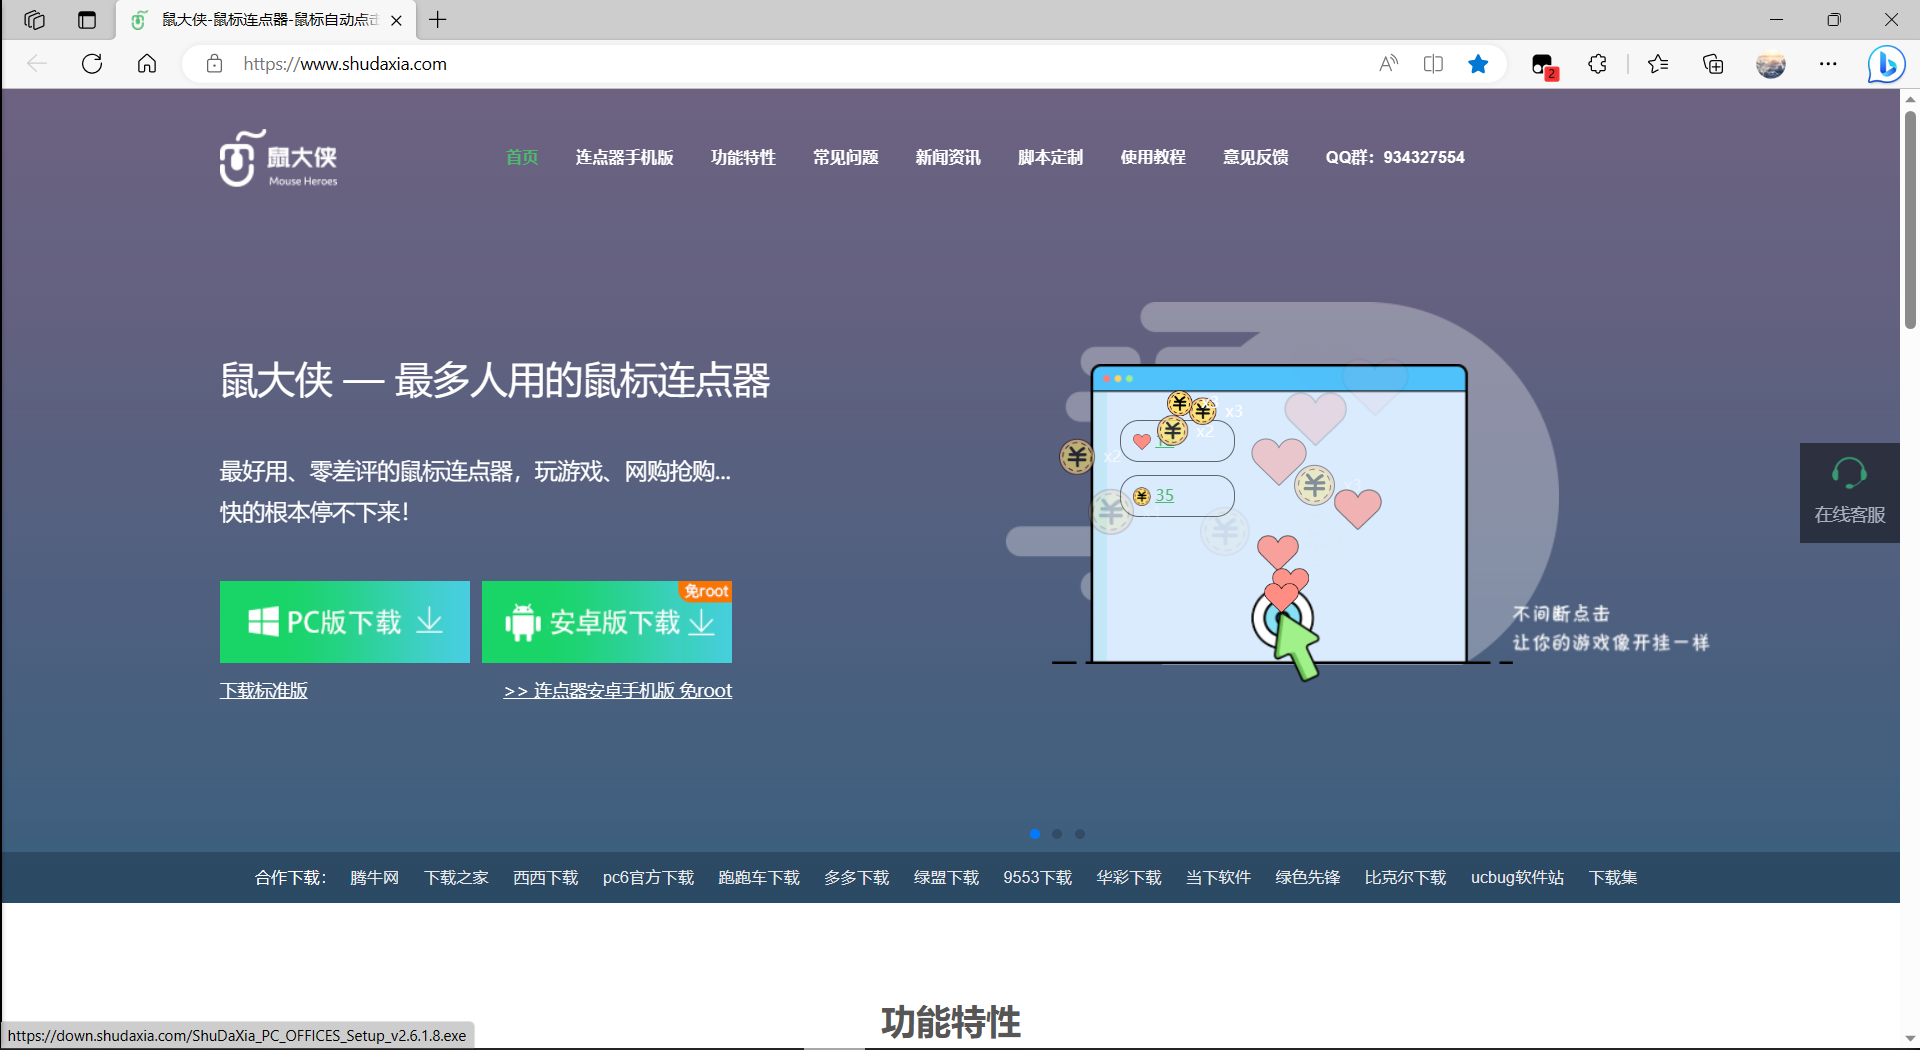 鼠大侠-鼠标连点器-鼠标自动点击
https://www.shudaxia.com
2
鼠大侠
Mouse Heroes
首页 连点器手机版 功能特性 常见问题 新闻资讯 脚本定制 使用教程 意见反馈 QQ群：934327554
鼠大侠 — 最多人用的鼠标连点器
最好用、零差评的鼠标连点器，玩游戏、网购抢购...
快的根本停不下来！
PC版下载
安卓版下载
免root
下载标准版
>> 连点器安卓手机版 免root
x3
x2
x2
35
不间断点击
让你的游戏像开挂一样
在线客服
合作下载： 腾牛网 下载之家 西西下载 pc6官方下载 跑跑车下载 多多下载 绿盟下载 9553下载 华彩下载 当下软件 绿色先锋 比克尔下载 ucbug软件站 下载集
功能特性
https://down.shudaxia.com/ShuDaXia_PC_OFFICES_Setup_v2.6.1.8.exe